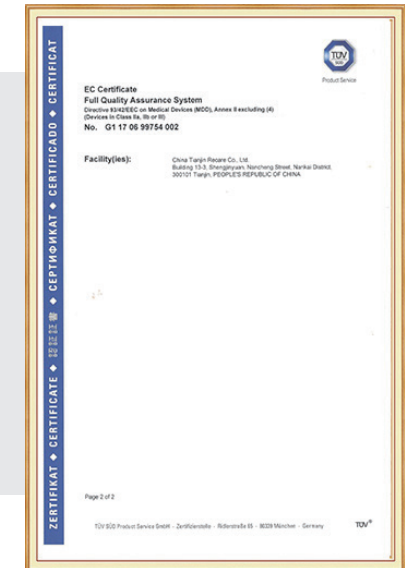 ZERTIFIKAT ◆ CERTIFICATE ◆ 認証証書 ◆ СЕРТИФИКАТ ◆ CERTIFICADO ◆ CERTIFICAT
TÜV
SÜD
Product Service
EC Certificate
Full Quality Assurance System
Directive 93/42/EEC on Medical Devices (MDD), Annex II excluding (4)
(Devices in Class IIa, IIb or III)
No. G1 17 06 99754 002
Facility(ies):
China Tianjin Recare Co., Ltd.
Building 13-3, Shengjinyuan, Nancheng Street, Nankai District,
300101 Tianjin, PEOPLE'S REPUBLIC OF CHINA
Page 2 of 2
TÜV SÜD Product Service GmbH - Zertifizierstelle - Ridlerstraße 65 - 80339 München - Germany
TÜV®